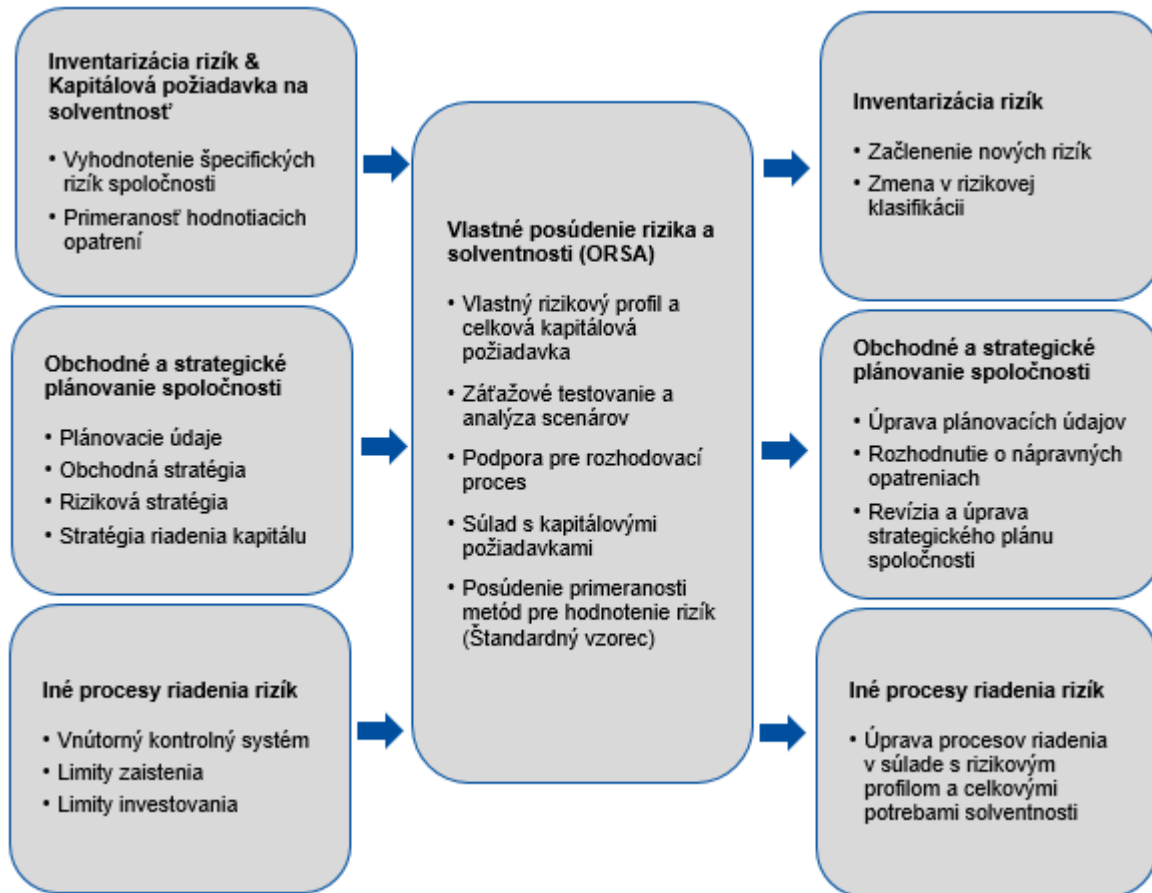 Inventarizácia rizík &
Kapitálová požiadavka na
solventnosť
• Vyhodnotenie špecifických
rizík spoločnosti
• Primeranosť hodnotiacich
opatrení
Obchodné a strategické
plánovanie spoločnosti
• Plánovacie údaje
• Obchodná stratégia
• Riziková stratégia
• Stratégia riadenia kapitálu
Iné procesy riadenia rizík
• Vnútorný kontrolný systém
• Limity zaistenia
• Limity investovania
Vlastné posúdenie rizika a
solventnosti (ORSA)
• Vlastný rizikový profil a
celková kapitálová
požiadavka
• Záťažové testovanie a
analýza scenárov
• Podpora pre rozhodovací
proces
• Súlad s kapitálovými
požiadavkami
• Posúdenie primeranosti
metód pre hodnotenie rizík
(Štandardný vzorec)
Inventarizácia rizík
• Začlenenie nových rizík
• Zmena v rizikovej
klasifikácii
Obchodné a strategické
plánovanie spoločnosti
• Úprava plánovacích údajov
• Rozhodnutie o nápravných
opatreniach
• Revízia a úprava
strategického plánu
spoločnosti
Iné procesy riadenia rizík
• Úprava procesov riadenia
v súlade s rizikovým
profilom a celkovými
potrebami solventnosti